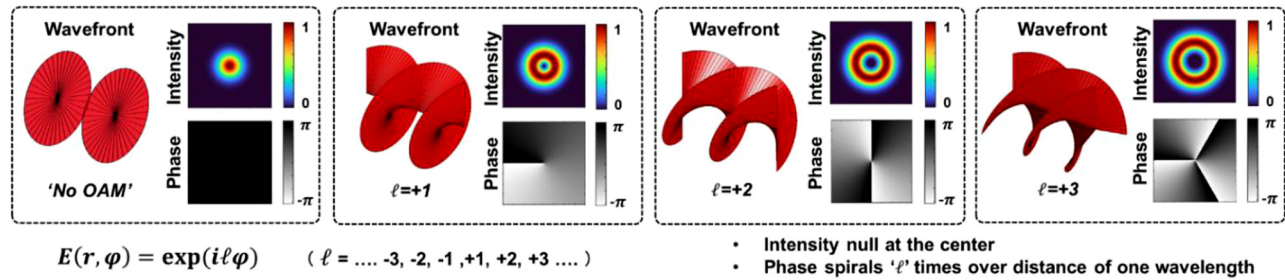 Wavefront
Intensity
1
0
Phase
π
-π
'No OAM'
Wavefront
Intensity
1
0
Phase
π
-π
ℓ=+1
Wavefront
Intensity
1
0
Phase
π
-π
ℓ=+2
Wavefront
Intensity
1
0
Phase
π
-π
ℓ=+3
E(r,φ) = exp(iℓφ) ( ℓ = .... -3, -2, -1 ,+1, +2, +3 .... )
• Intensity null at the center
• Phase spirals 'ℓ' times over distance of one wavelength